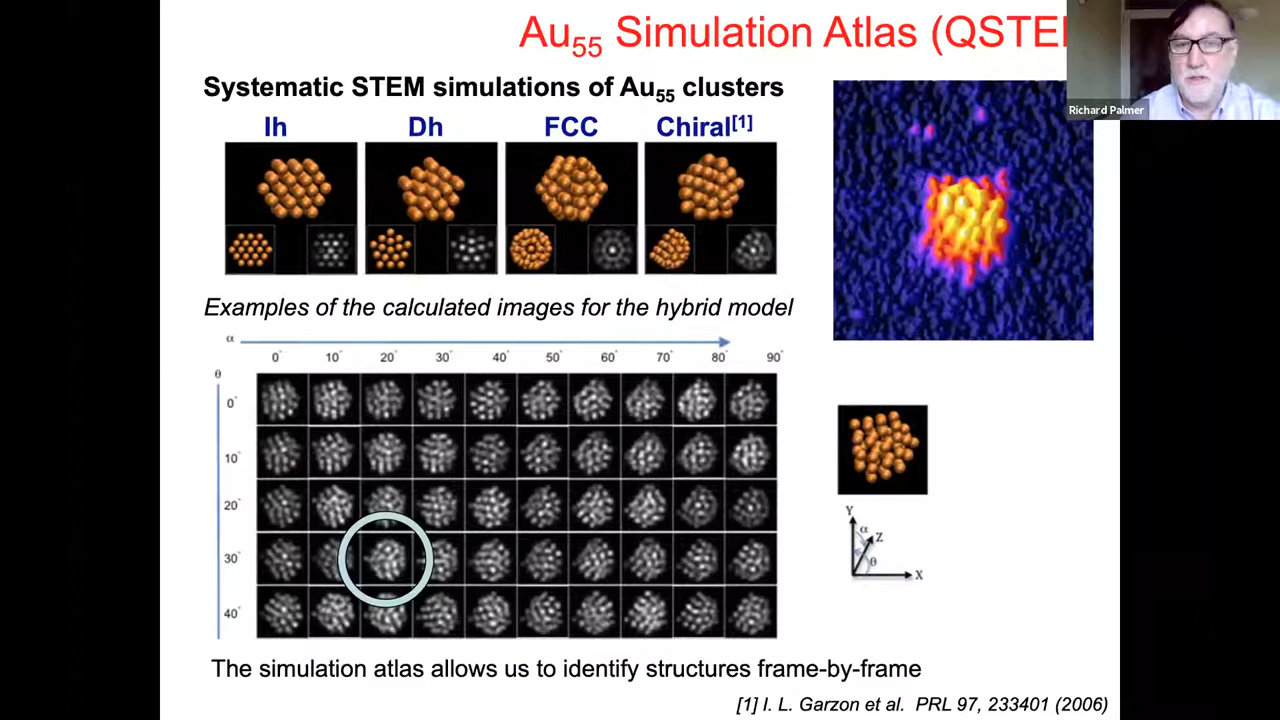 Au55 Simulation Atlas (QSTE
Richard Palmer
Systematic STEM simulations of Au55 clusters
Ih Dh FCC Chiral[1]
Examples of the calculated images for the hybrid model
α
0° 10° 20° 30° 40° 50° 60° 70° 80° 90°
θ
0°
10°
20°
30°
40°
Y
α
Z
θ
X
The simulation atlas allows us to identify structures frame-by-frame
[1] I. L. Garzon et al. PRL 97, 233401 (2006)